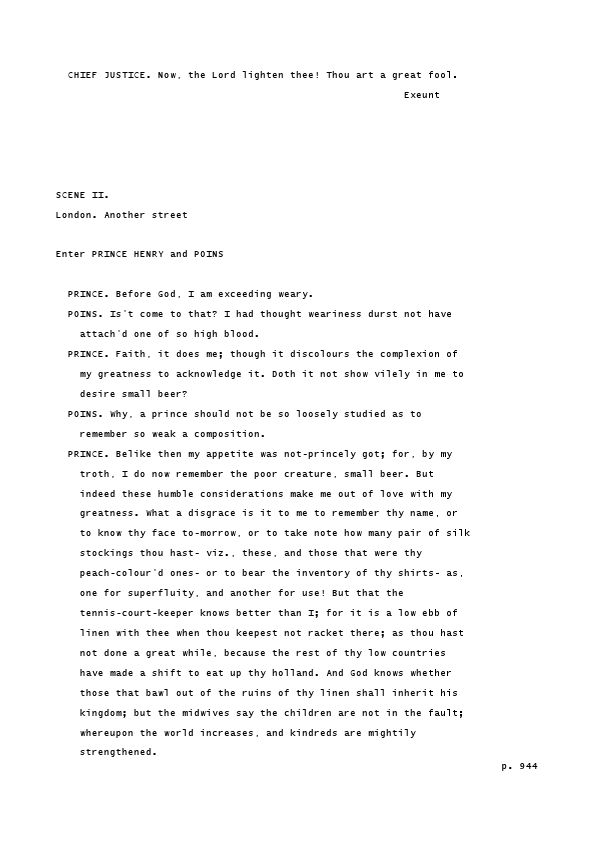 CHIEF JUSTICE. Now, the Lord lighten thee! Thou art a great fool.
Exeunt
SCENE II.
London. Another street
Enter PRINCE HENRY and POINS
PRINCE. Before God, I am exceeding weary.
POINS. Is't come to that? I had thought weariness durst not have
attach'd one of so high blood.
PRINCE. Faith, it does me; though it discolours the complexion of
my greatness to acknowledge it. Doth it not show vilely in me to
desire small beer?
POINS. Why, a prince should not be so loosely studied as to
remember so weak a composition.
PRINCE. Belike then my appetite was not-princely got; for, by my
troth, I do now remember the poor creature, small beer. But
indeed these humble considerations make me out of love with my
greatness. What a disgrace is it to me to remember thy name, or
to know thy face to-morrow, or to take note how many pair of silk
stockings thou hast- viz., these, and those that were thy
peach-colour'd ones- or to bear the inventory of thy shirts- as,
one for superfluity, and another for use! But that the
tennis-court-keeper knows better than I; for it is a low ebb of
linen with thee when thou keepest not racket there; as thou hast
not done a great while, because the rest of thy low countries
have made a shift to eat up thy holland. And God knows whether
those that bawl out of the ruins of thy linen shall inherit his
kingdom; but the midwives say the children are not in the fault;
whereupon the world increases, and kindreds are mightily
strengthened.
p. 944